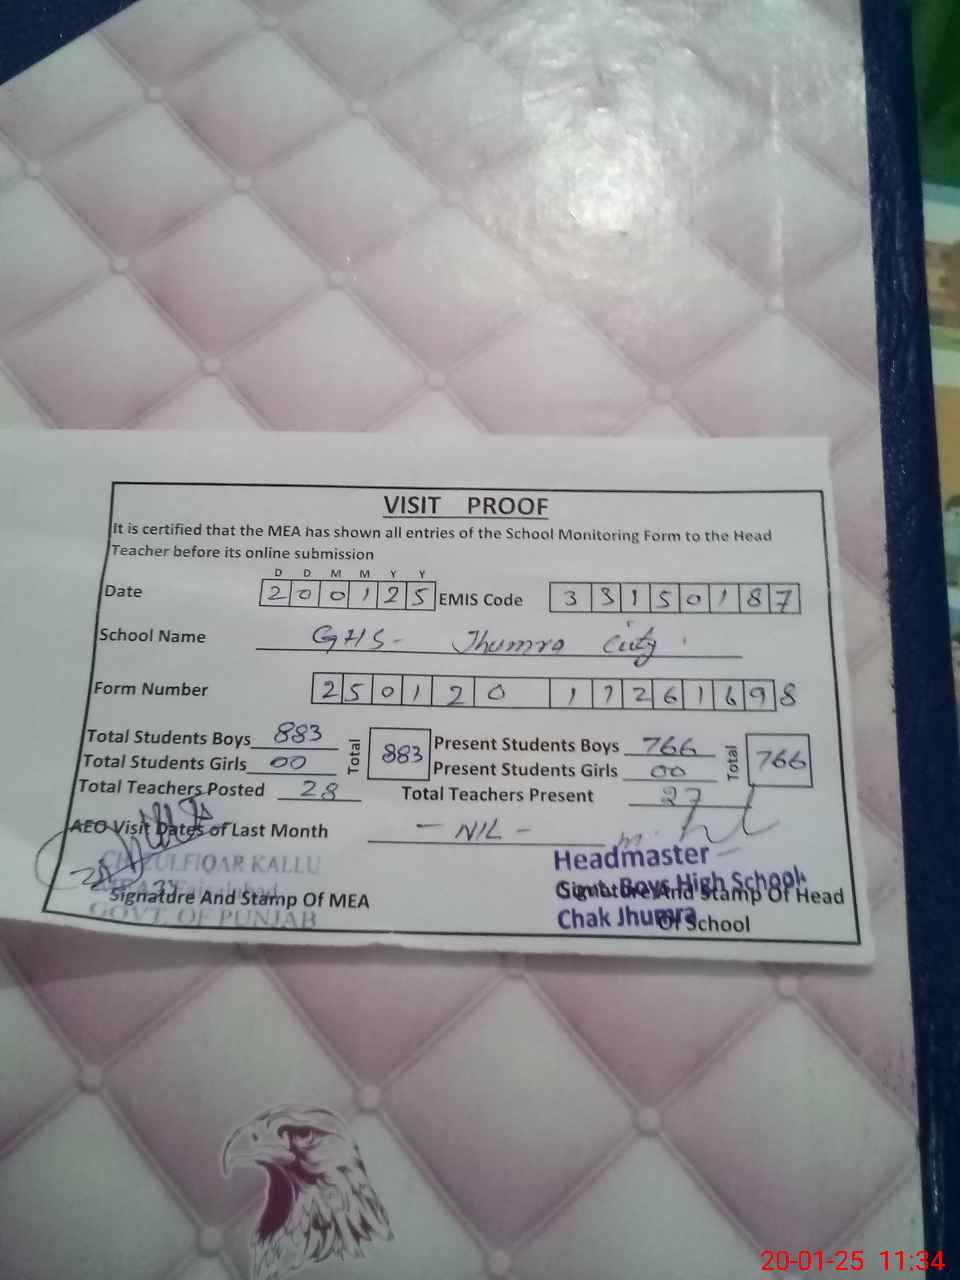 VISIT PROOF
It is certified that the MEA has shown all entries of the School Monitoring Form to the Head
Teacher before its online submission
D D M M Y Y
Date 2 0 0 1 2 5 EMIS Code 3 3 1 5 0 1 8 7
School Name GHS- Jhumra City
Form Number 2 5 0 1 2 0 1 1 2 6 1 6 9 8
Total Students Boys 883 Total 883 Present Students Boys 766 Total 766
Total Students Girls 00 Present Students Girls 00
Total Teachers Posted 28 Total Teachers Present 27
AEO Visit Dates of Last Month - NIL -
ZULFIQAR KALLU
Signature And Stamp Of MEA
GOVT. OF PUNJAB
Headmaster
Govt. Boys High School
Chak Jhumra
Signature And Stamp Of Head
Of School
20-01-25 11:34